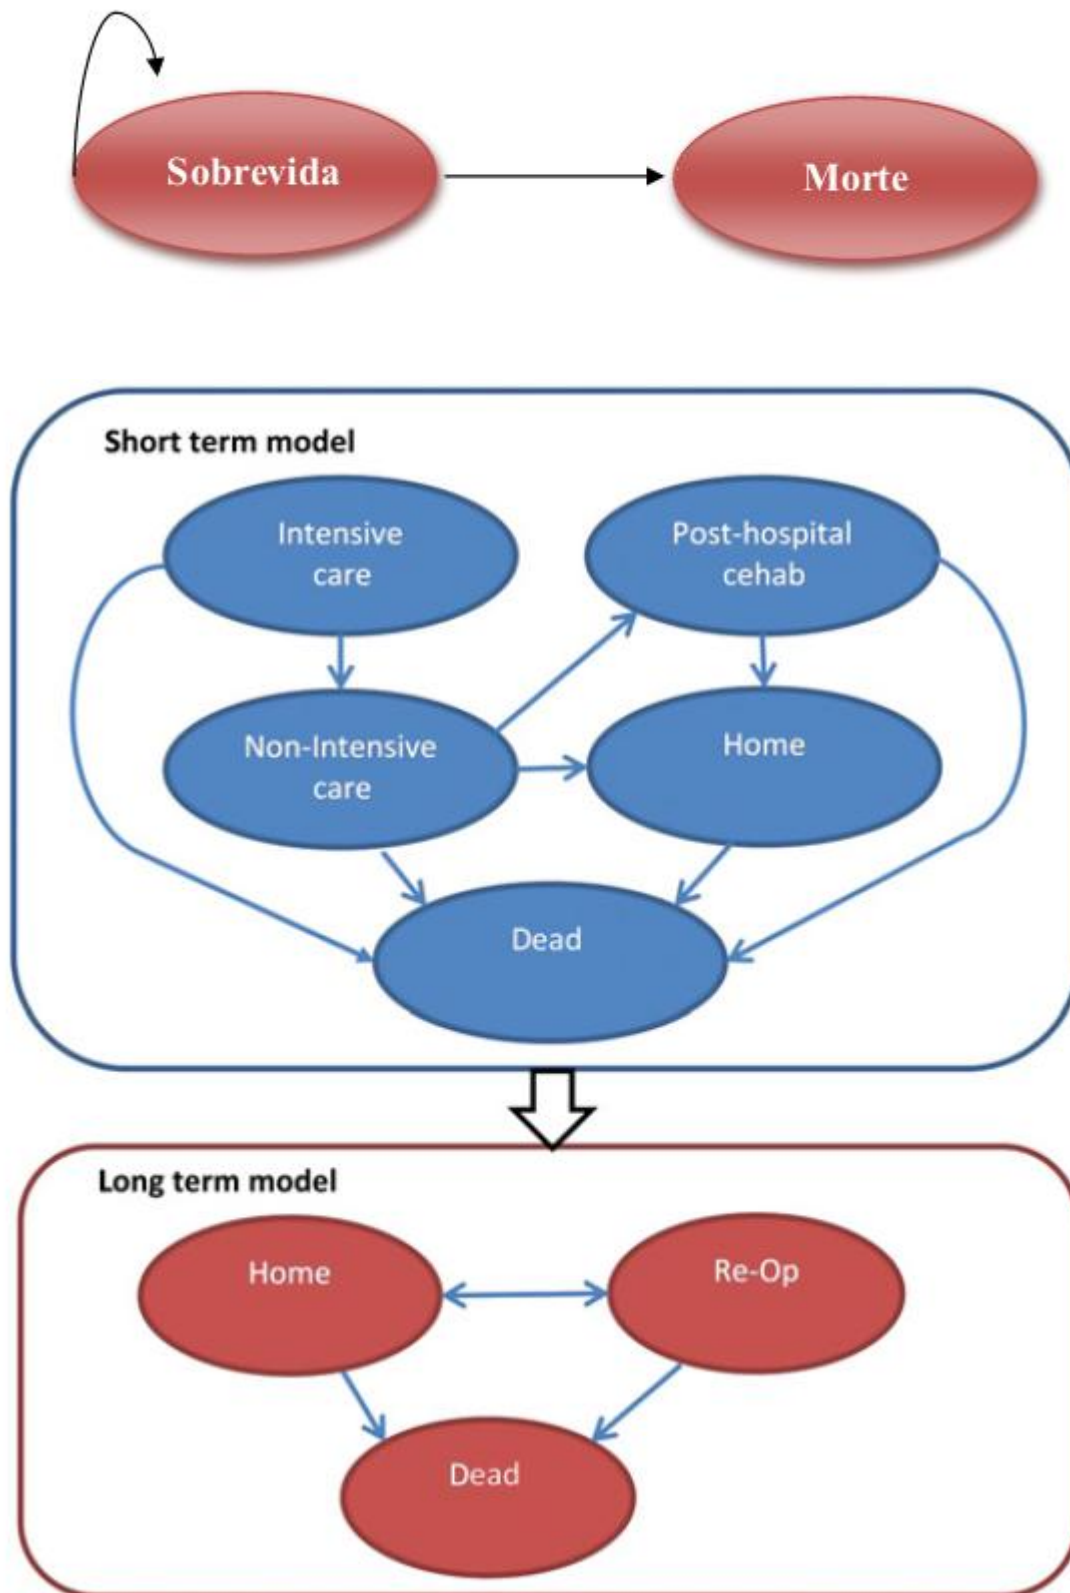 Sobrevida
Morte
Short term model
Intensive
care
Post-hospital
cehab
Non-Intensive
care
Home
Dead
Long term model
Home
Re-Op
Dead